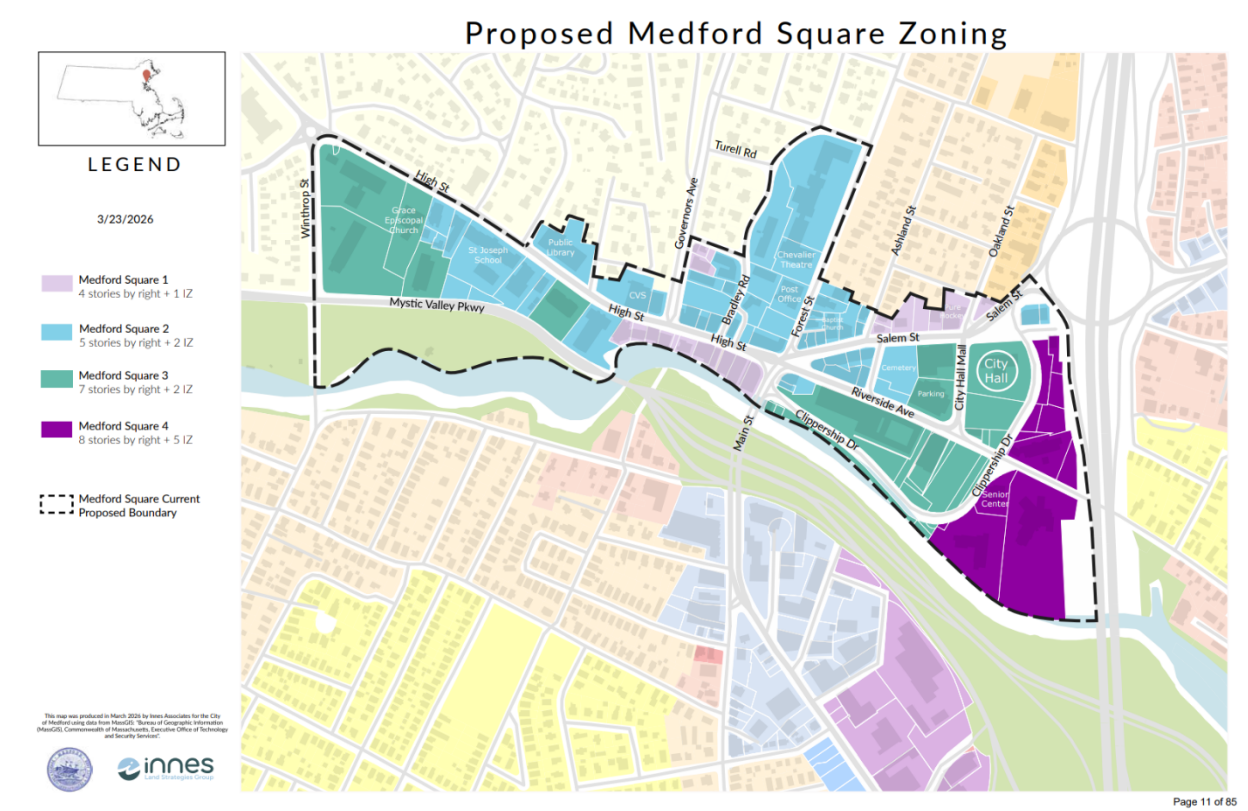 Proposed Medford Square Zoning
LEGEND
3/23/2026
Medford Square 1
4 stories by right + 1 IZ
Medford Square 2
5 stories by right + 2 IZ
Medford Square 3
7 stories by right + 2 IZ
Medford Square 4
8 stories by right + 5 IZ
Medford Square Current
Proposed Boundary
This map was produced in March 2026 by Innes Associates for the City
of Medford using data from MassGIS: "Bureau of Geographic Information
(MassGIS), Commonwealth of Massachusetts, Executive Office of Technology
and Security Services".
innes
Land Strategies Group
Winthrop St
High St
Grace
Episcopal
Church
St Joseph
School
Public
Library
Mystic Valley Pkwy
Governors Ave
Turell Rd
CVS
High St
Bradley Rd
High St
Chevalier
Theatre
Post
Office
Forest St
Church
Ashland St
Oakland St
Salem St
Salem St
Cemetery
Parking
City Hall Mall
City
Hall
Riverside Ave
Main St
Clippership Dr
Clippership Dr
Senior
Center
Page 11 of 85